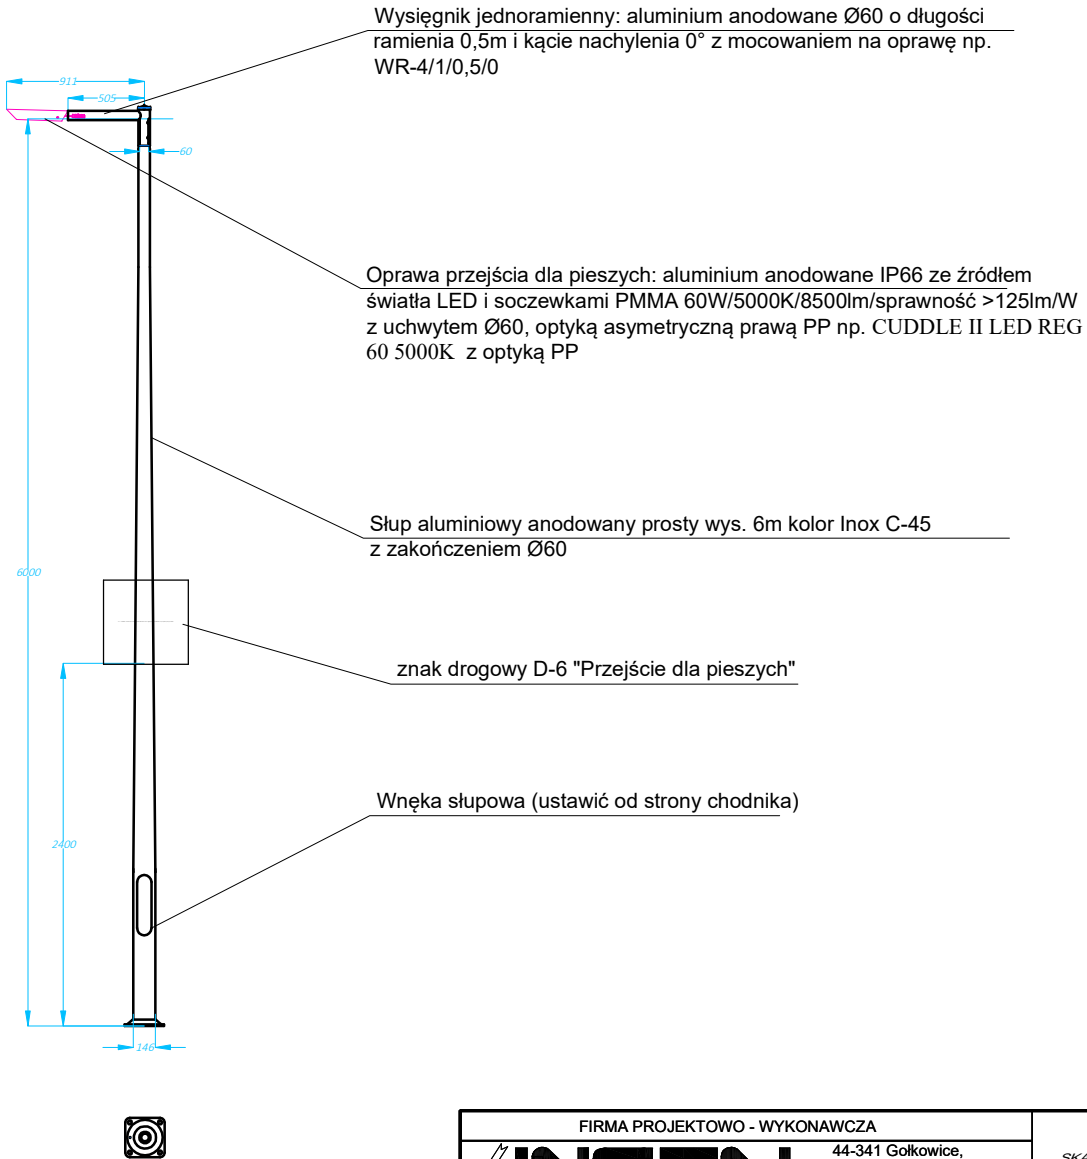 Wysięgnik jednoramienny: aluminium anodowane Ø60 o długości
ramienia 0,5m i kącie nachylenia 0° z mocowaniem na oprawę np.
WR-4/1/0,5/0
911
505
60
Oprawa przejścia dla pieszych: aluminium anodowane IP66 ze źródłem
światła LED i soczewkami PMMA 60W/5000K/8500lm/sprawność >125lm/W
z uchwytem Ø60, optyką asymetryczną prawą PP np. CUDDLE II LED REG
60 5000K z optyką PP
Słup aluminiowy anodowany prosty wys. 6m kolor Inox C-45
z zakończeniem Ø60
6000
znak drogowy D-6 "Przejście dla pieszych"
Wnęka słupowa (ustawić od strony chodnika)
2400
146
FIRMA PROJEKTOWO - WYKONAWCZA
44-341 Gołkowice,